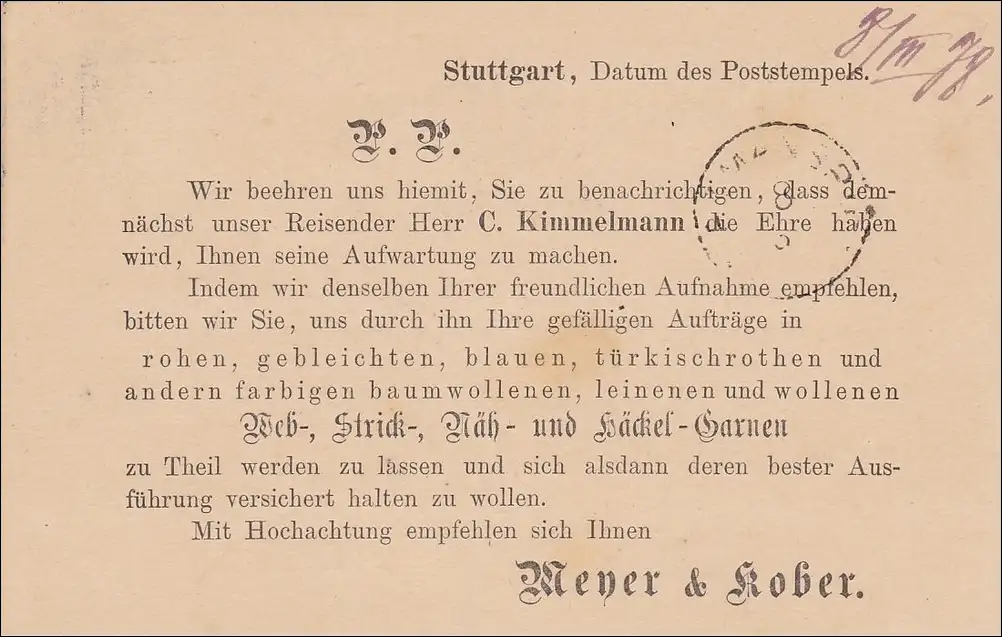 8/III 78.
Stuttgart, Datum des Poststempels.
P. P.
Wir beehren uns hiemit, Sie zu benachrichtigen, dass dem-
nächst unser Reisender Herr C. Kimmelmann die Ehre haben
wird, Ihnen seine Aufwartung zu machen.
Indem wir denselben Ihrer freundlichen Aufnahme empfehlen,
bitten wir Sie, uns durch ihn Ihre gefälligen Aufträge in
rohen, gebleichten, blauen, türkischrothen und
andern farbigen baumwollenen, leinenen und wollenen
Web-, Strick-, Näh- und Häckel-Garnen
zu Theil werden zu lassen und sich alsdann deren bester Aus-
führung versichert halten zu wollen.
Mit Hochachtung empfehlen sich Ihnen
Meyer & Kober.